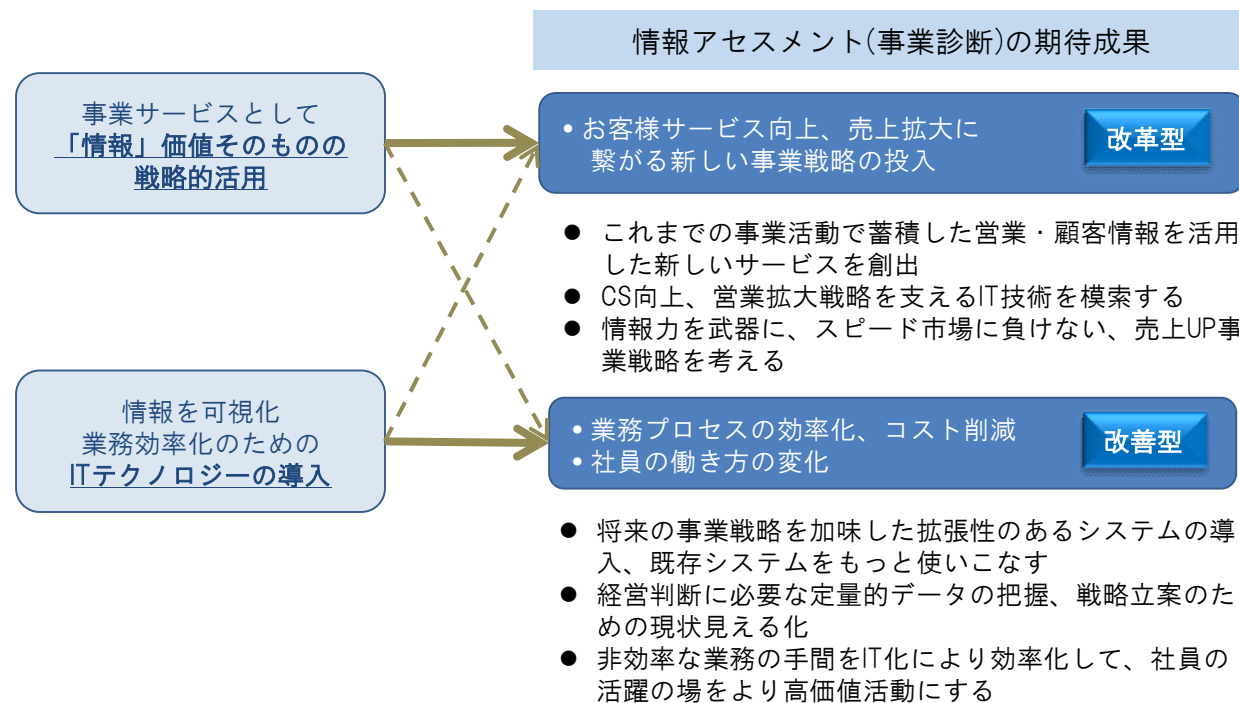 情報アセスメント(事業診断)の期待成果
事業サービスとして
「情報」価値そのものの
戦略的活用
•お客様サービス向上、売上拡大に
繋がる新しい事業戦略の投入
改革型
● これまでの事業活動で蓄積した営業・顧客情報を活用
した新しいサービスを創出
● CS向上、営業拡大戦略を支えるIT技術を模索する
● 情報力を武器に、スピード市場に負けない、売上UP事
業戦略を考える
情報を可視化
業務効率化のための
ITテクノロジーの導入
•業務プロセスの効率化、コスト削減
•社員の働き方の変化
改善型
● 将来の事業戦略を加味した拡張性のあるシステムの導
入、既存システムをもっと使いこなす
● 経営判断に必要な定量的データの把握、戦略立案のた
めの現状見える化
● 非効率な業務の手間をIT化により効率化して、社員の
活躍の場をより高価値活動にする